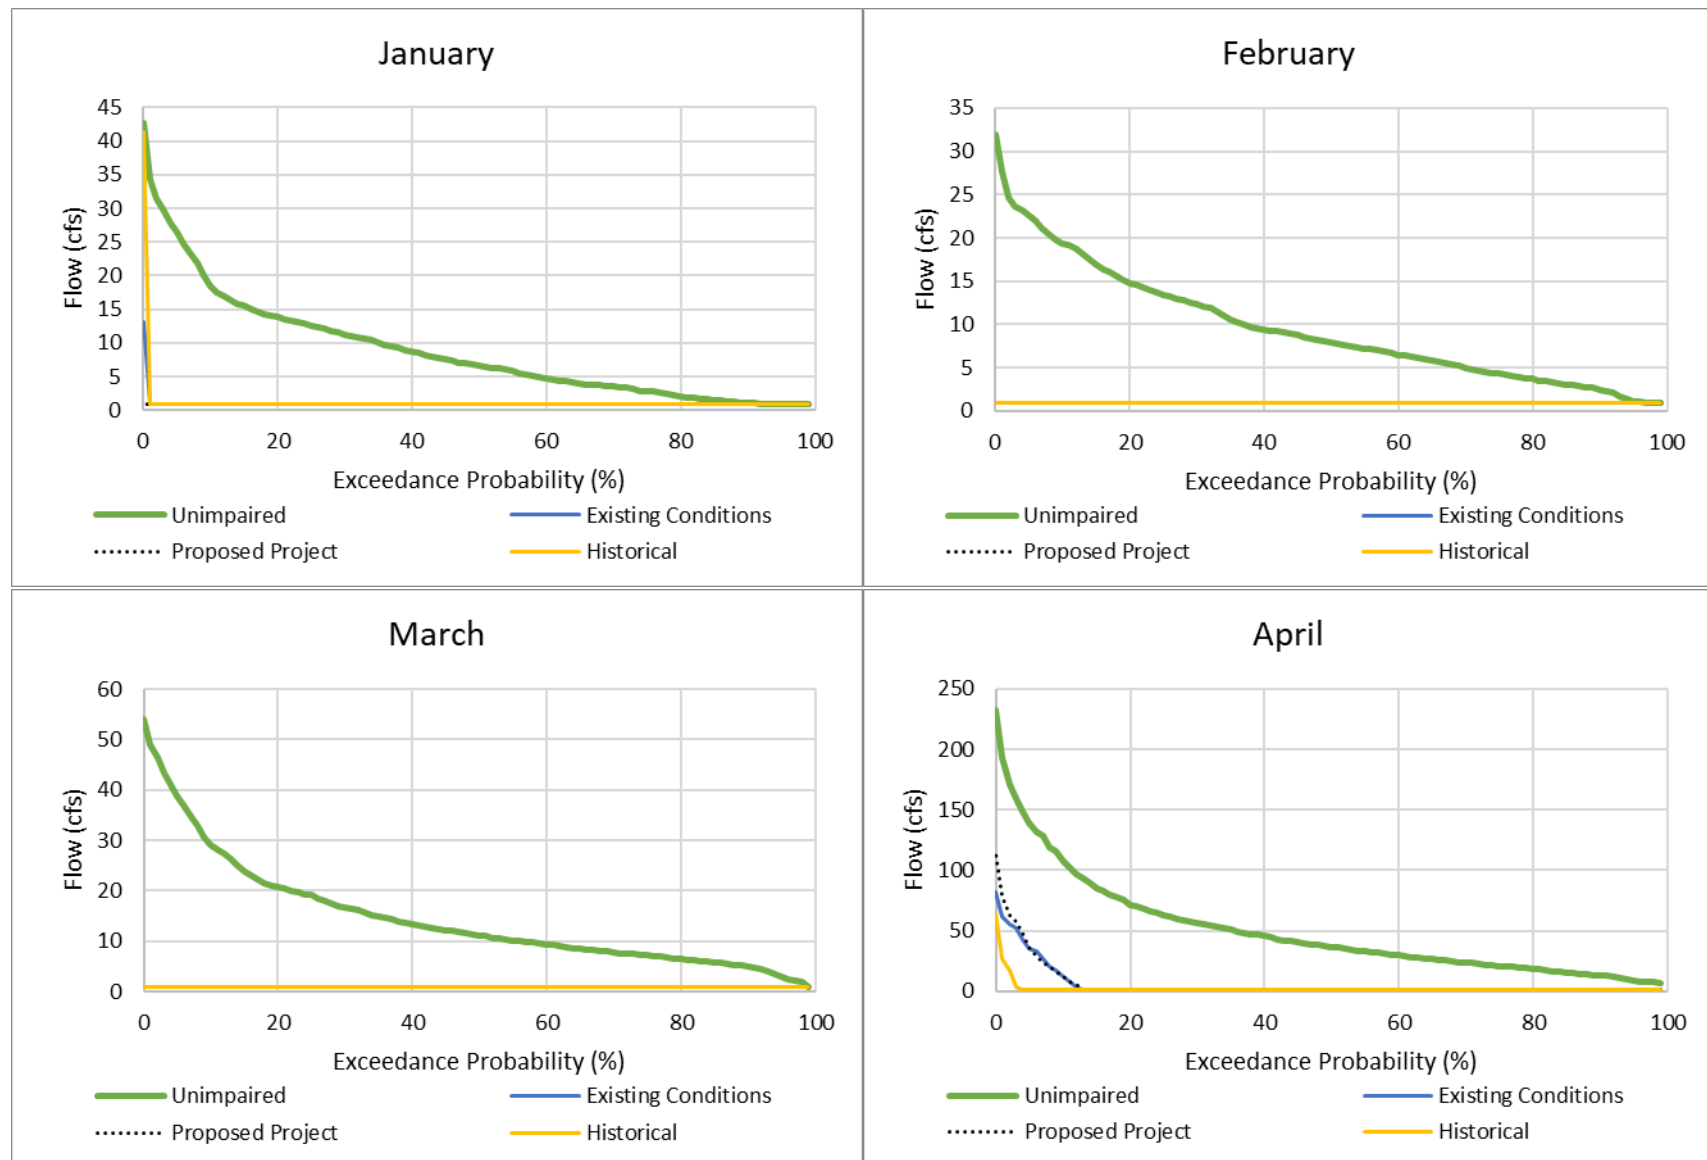 January
45
40
35
30
25
20
15
10
5
0
Flow (cfs)
0 20 40 60 80 100
Exceedance Probability (%)
Unimpaired Existing Conditions
Proposed Project Historical
February
35
30
25
20
15
10
5
0
Flow (cfs)
0 20 40 60 80 100
Exceedance Probability (%)
Unimpaired Existing Conditions
Proposed Project Historical
March
60
50
40
30
20
10
0
Flow (cfs)
0 20 40 60 80 100
Exceedance Probability (%)
Unimpaired Existing Conditions
Proposed Project Historical
April
250
200
150
100
50
0
Flow (cfs)
0 20 40 60 80 100
Exceedance Probability (%)
Unimpaired Existing Conditions
Proposed Project Historical